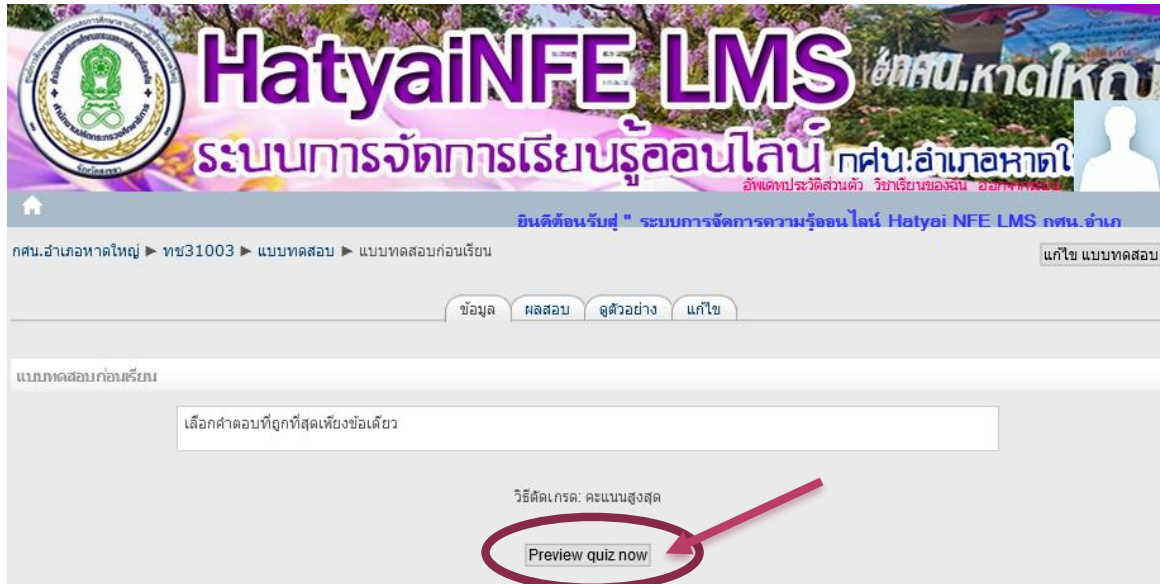 HatyaiNFE LMS
ระบบการจัดการเรียนรู้ออนไลน์ กศน.อำเภอหาดใ
อัพเดทประวัติส่วนตัว วิชาเรียนของฉัน
ยินดีต้อนรับสู่ " ระบบการจัดการความรู้ออนไลน์ Hatyai NFE LMS กศน.อำเภ
กศน.อำเภอหาดใหญ่ ► ทช31003 ► แบบทดสอบ ► แบบทดสอบก่อนเรียน
แก้ไข แบบทดสอบ
ข้อมูล ผลสอบ ดูตัวอย่าง แก้ไข
แบบทดสอบก่อนเรียน
เลือกคำตอบที่ถูกที่สุดเพียงข้อเดียว
วิธีตัดเกรด: คะแนนสูงสุด
Preview quiz now